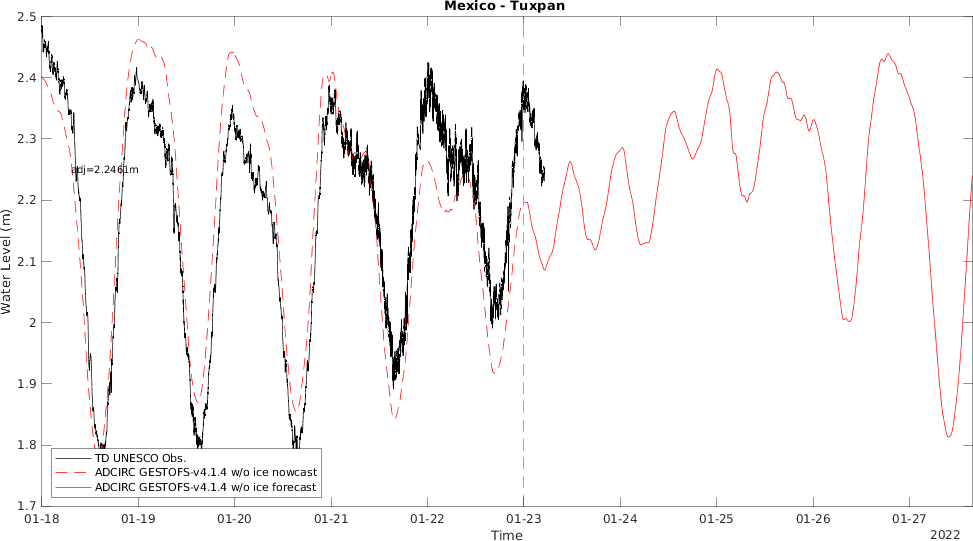 Mexico - Tuxpan
Water Level (m)
2.5
2.4
2.3
2.2
2.1
2
1.9
1.8
1.7
adj=2.2461m
TD UNESCO Obs.
ADCIRC GESTOFS-v4.1.4 w/o ice nowcast
ADCIRC GESTOFS-v4.1.4 w/o ice forecast
01-18 01-19 01-20 01-21 01-22 01-23 01-24 01-25 01-26 01-27
Time
2022